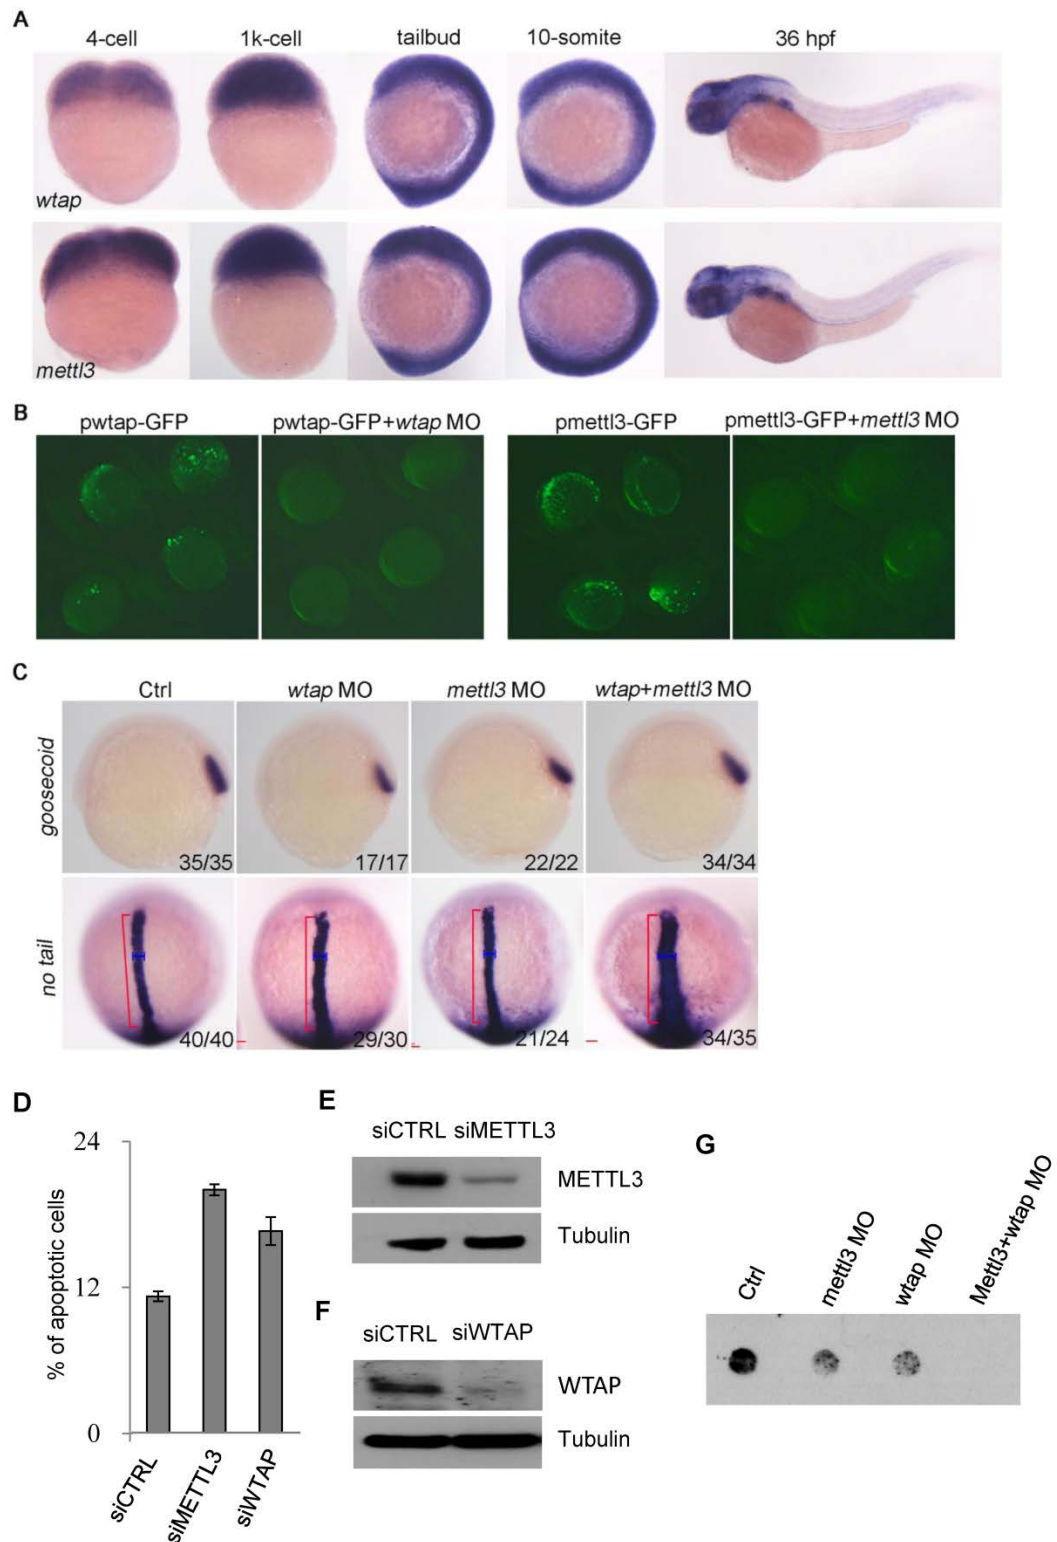 A
4-cell 1k-cell tailbud 10-somite 36 hpf
wtap
mettl3
B
pwtap-GFP pwtap-GFP+wtap MO pmettl3-GFP pmettl3-GFP+mettl3 MO
C
Ctrl wtap MO mettl3 MO wtap+mettl3 MO
goosecoid
35/35 17/17 22/22 34/34
no tail
40/40 29/30 21/24 34/35
D
24
12
0
% of apoptotic cells
siCTRL siMETTL3 siWTAP
E
siCTRL siMETTL3
METTL3
Tubulin
F
siCTRL siWTAP
WTAP
Tubulin
G
Ctrl mettl3 MO wtap MO Mettl3+wtap MO